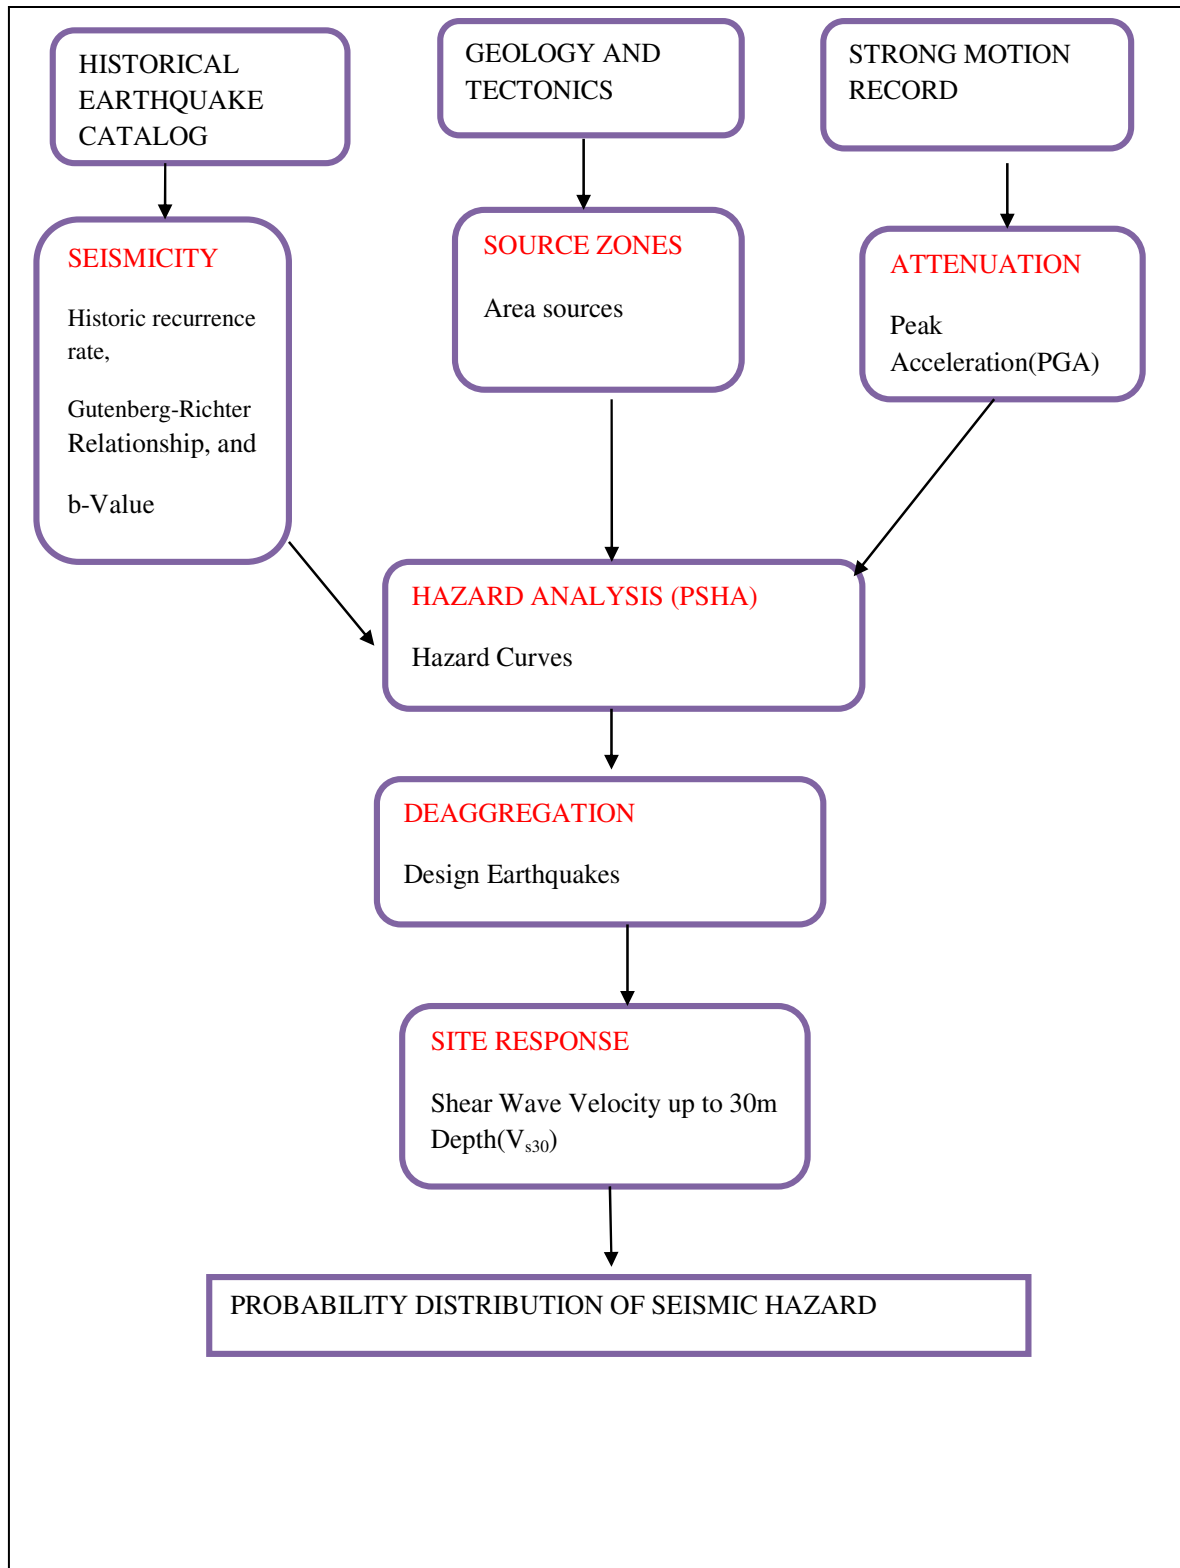 HISTORICAL
EARTHQUAKE
CATALOG
GEOLOGY AND
TECTONICS
STRONG MOTION
RECORD
SEISMICITY
Historic recurrence
rate,
Gutenberg-Richter
Relationship, and
b-Value
SOURCE ZONES
Area sources
ATTENUATION
Peak
Acceleration(PGA)
HAZARD ANALYSIS (PSHA)
Hazard Curves
DEAGGREGATION
Design Earthquakes
SITE RESPONSE
Shear Wave Velocity up to 30m
Depth(Vs30)
PROBABILITY DISTRIBUTION OF SEISMIC HAZARD